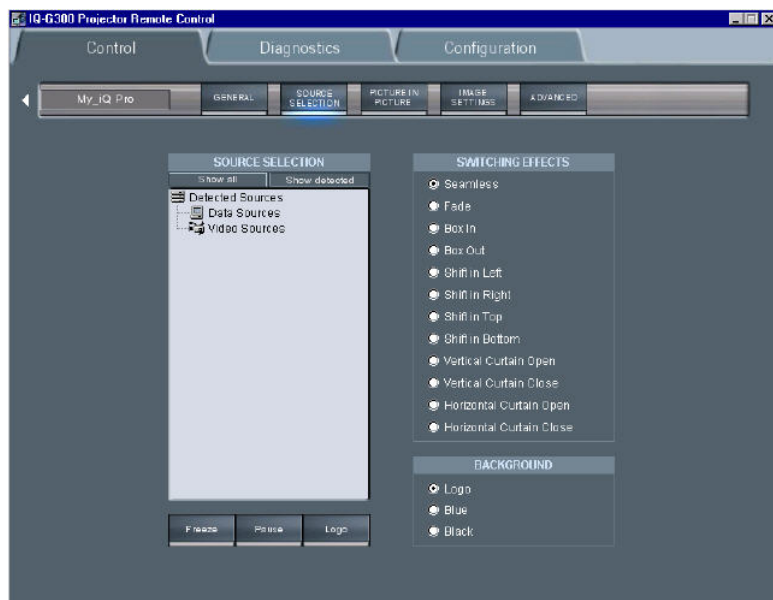 IQ-G300 Projector Remote Control
Control Diagnostics Configuration
My_iQ Pro GENERAL SOURCE SELECTION PICTURE IN PICTURE IMAGE SETTINGS ADVANCED
SOURCE SELECTION
Show all Show detected
Detected Sources
Data Sources
Video Sources
Freeze Pause Logo
SWITCHING EFFECTS
Seamless
Fade
Box In
Box Out
Shift in Left
Shift in Right
Shift in Top
Shift in Bottom
Vertical Curtain Open
Vertical Curtain Close
Horizontal Curtain Open
Horizontal Curtain Close
BACKGROUND
Logo
Blue
Black